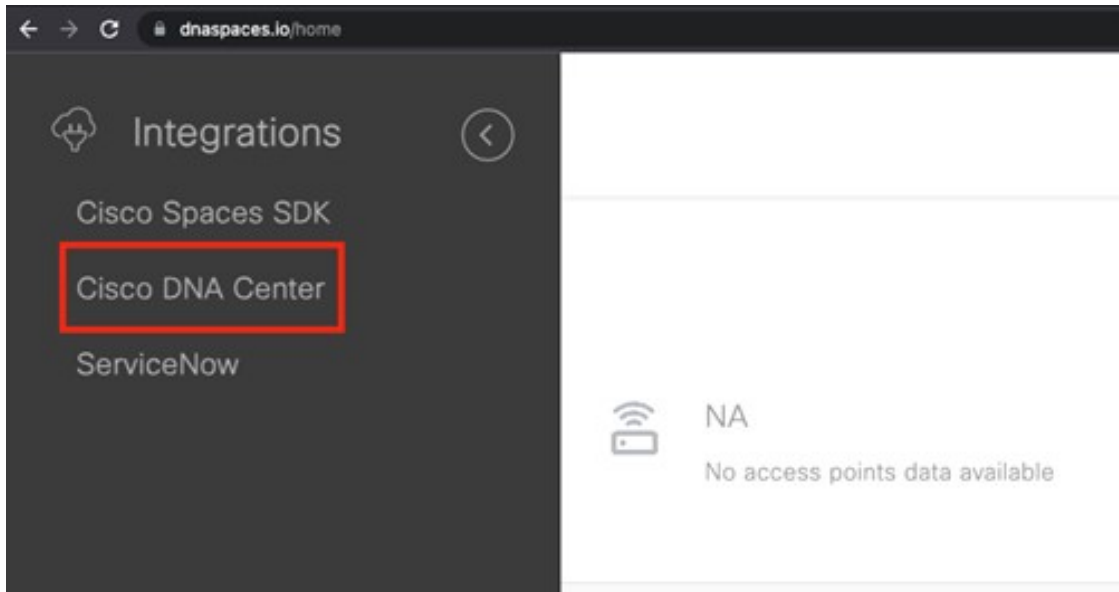 dnaspaces.io/home
Integrations
Cisco Spaces SDK
Cisco DNA Center
ServiceNow
NA
No access points data available